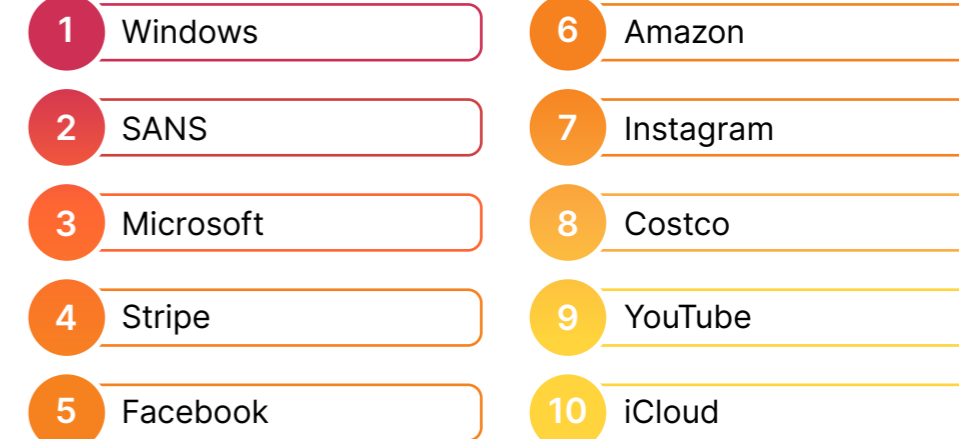 1 Windows
2 SANS
3 Microsoft
4 Stripe
5 Facebook
6 Amazon
7 Instagram
8 Costco
9 YouTube
10 iCloud